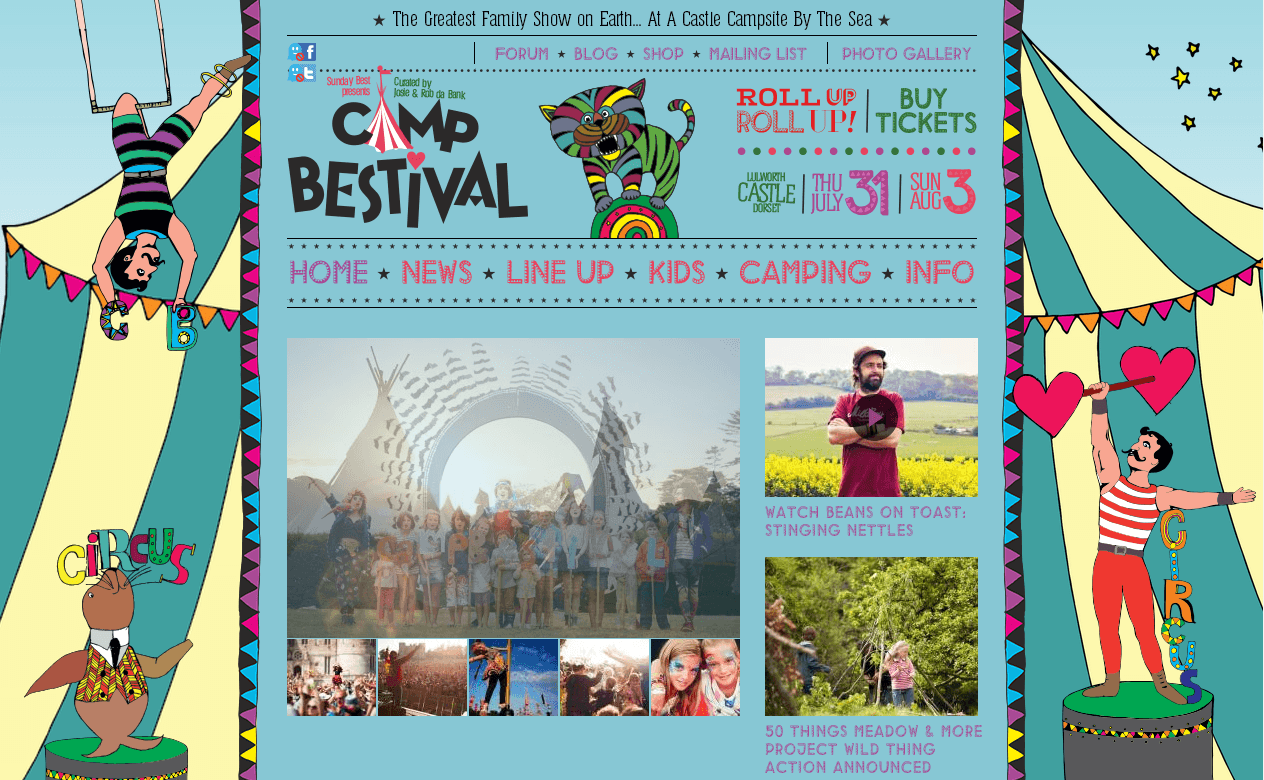 ★ The Greatest Family Show on Earth... At A Castle Campsite By The Sea ★
FORUM ★ BLOG ★ SHOP ★ MAILING LIST
PHOTO GALLERY
Sunday Best
presents
Curated by
Josie & Rob da Bank
CAMP
BESTiVAL
ROLL UP
ROLL UP!
BUY
TICKETS
LULWORTH
CASTLE
DORSET
THU
JULY
31
SUN
AUG
3
HOME ★ NEWS ★ LINE UP ★ KIDS ★ CAMPING ★ INFO
C B
CiRCUS
CIRCUS
WATCH BEANS ON TOAST:
STINGING NETTLES
50 THINGS MEADOW & MORE
PROJECT WILD THING
ACTION ANNOUNCED